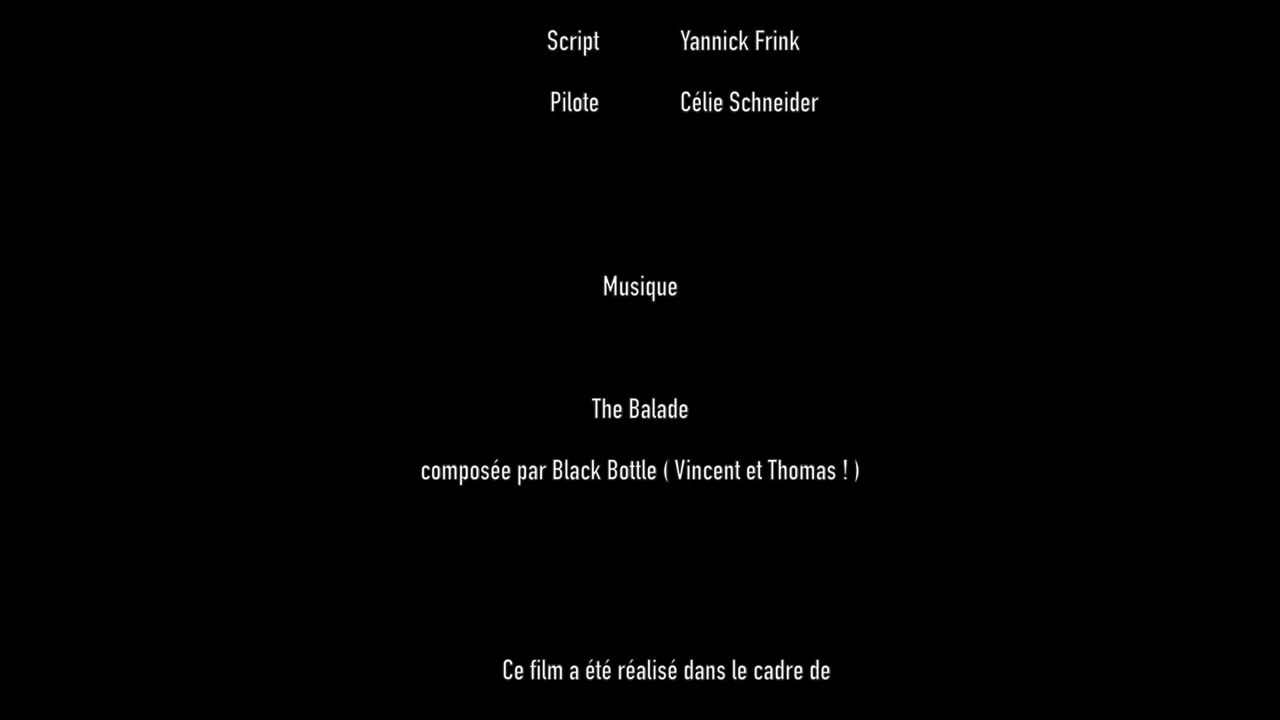 Script Yannick Frink
Pilote Célie Schneider
Musique
The Balade
composée par Black Bottle ( Vincent et Thomas ! )
Ce film a été réalisé dans le cadre de